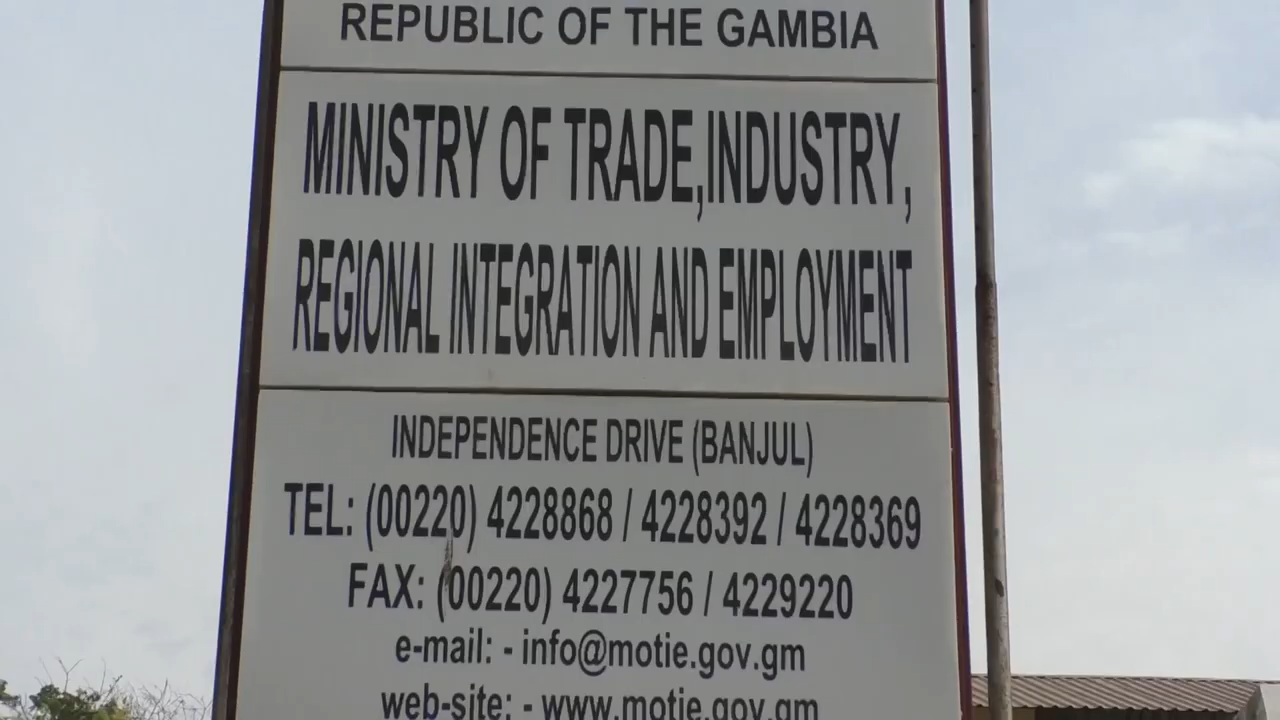 REPUBLIC OF THE GAMBIA
MINISTRY OF TRADE,INDUSTRY,
REGIONAL INTEGRATION AND EMPLOYMENT
INDEPENDENCE DRIVE (BANJUL)
TEL: (00220) 4228868 / 4228392 / 4228369
FAX: (00220) 4227756 / 4229220
e-mail: - info@motie.gov.gm
web-site: - www.motie.gov.gm